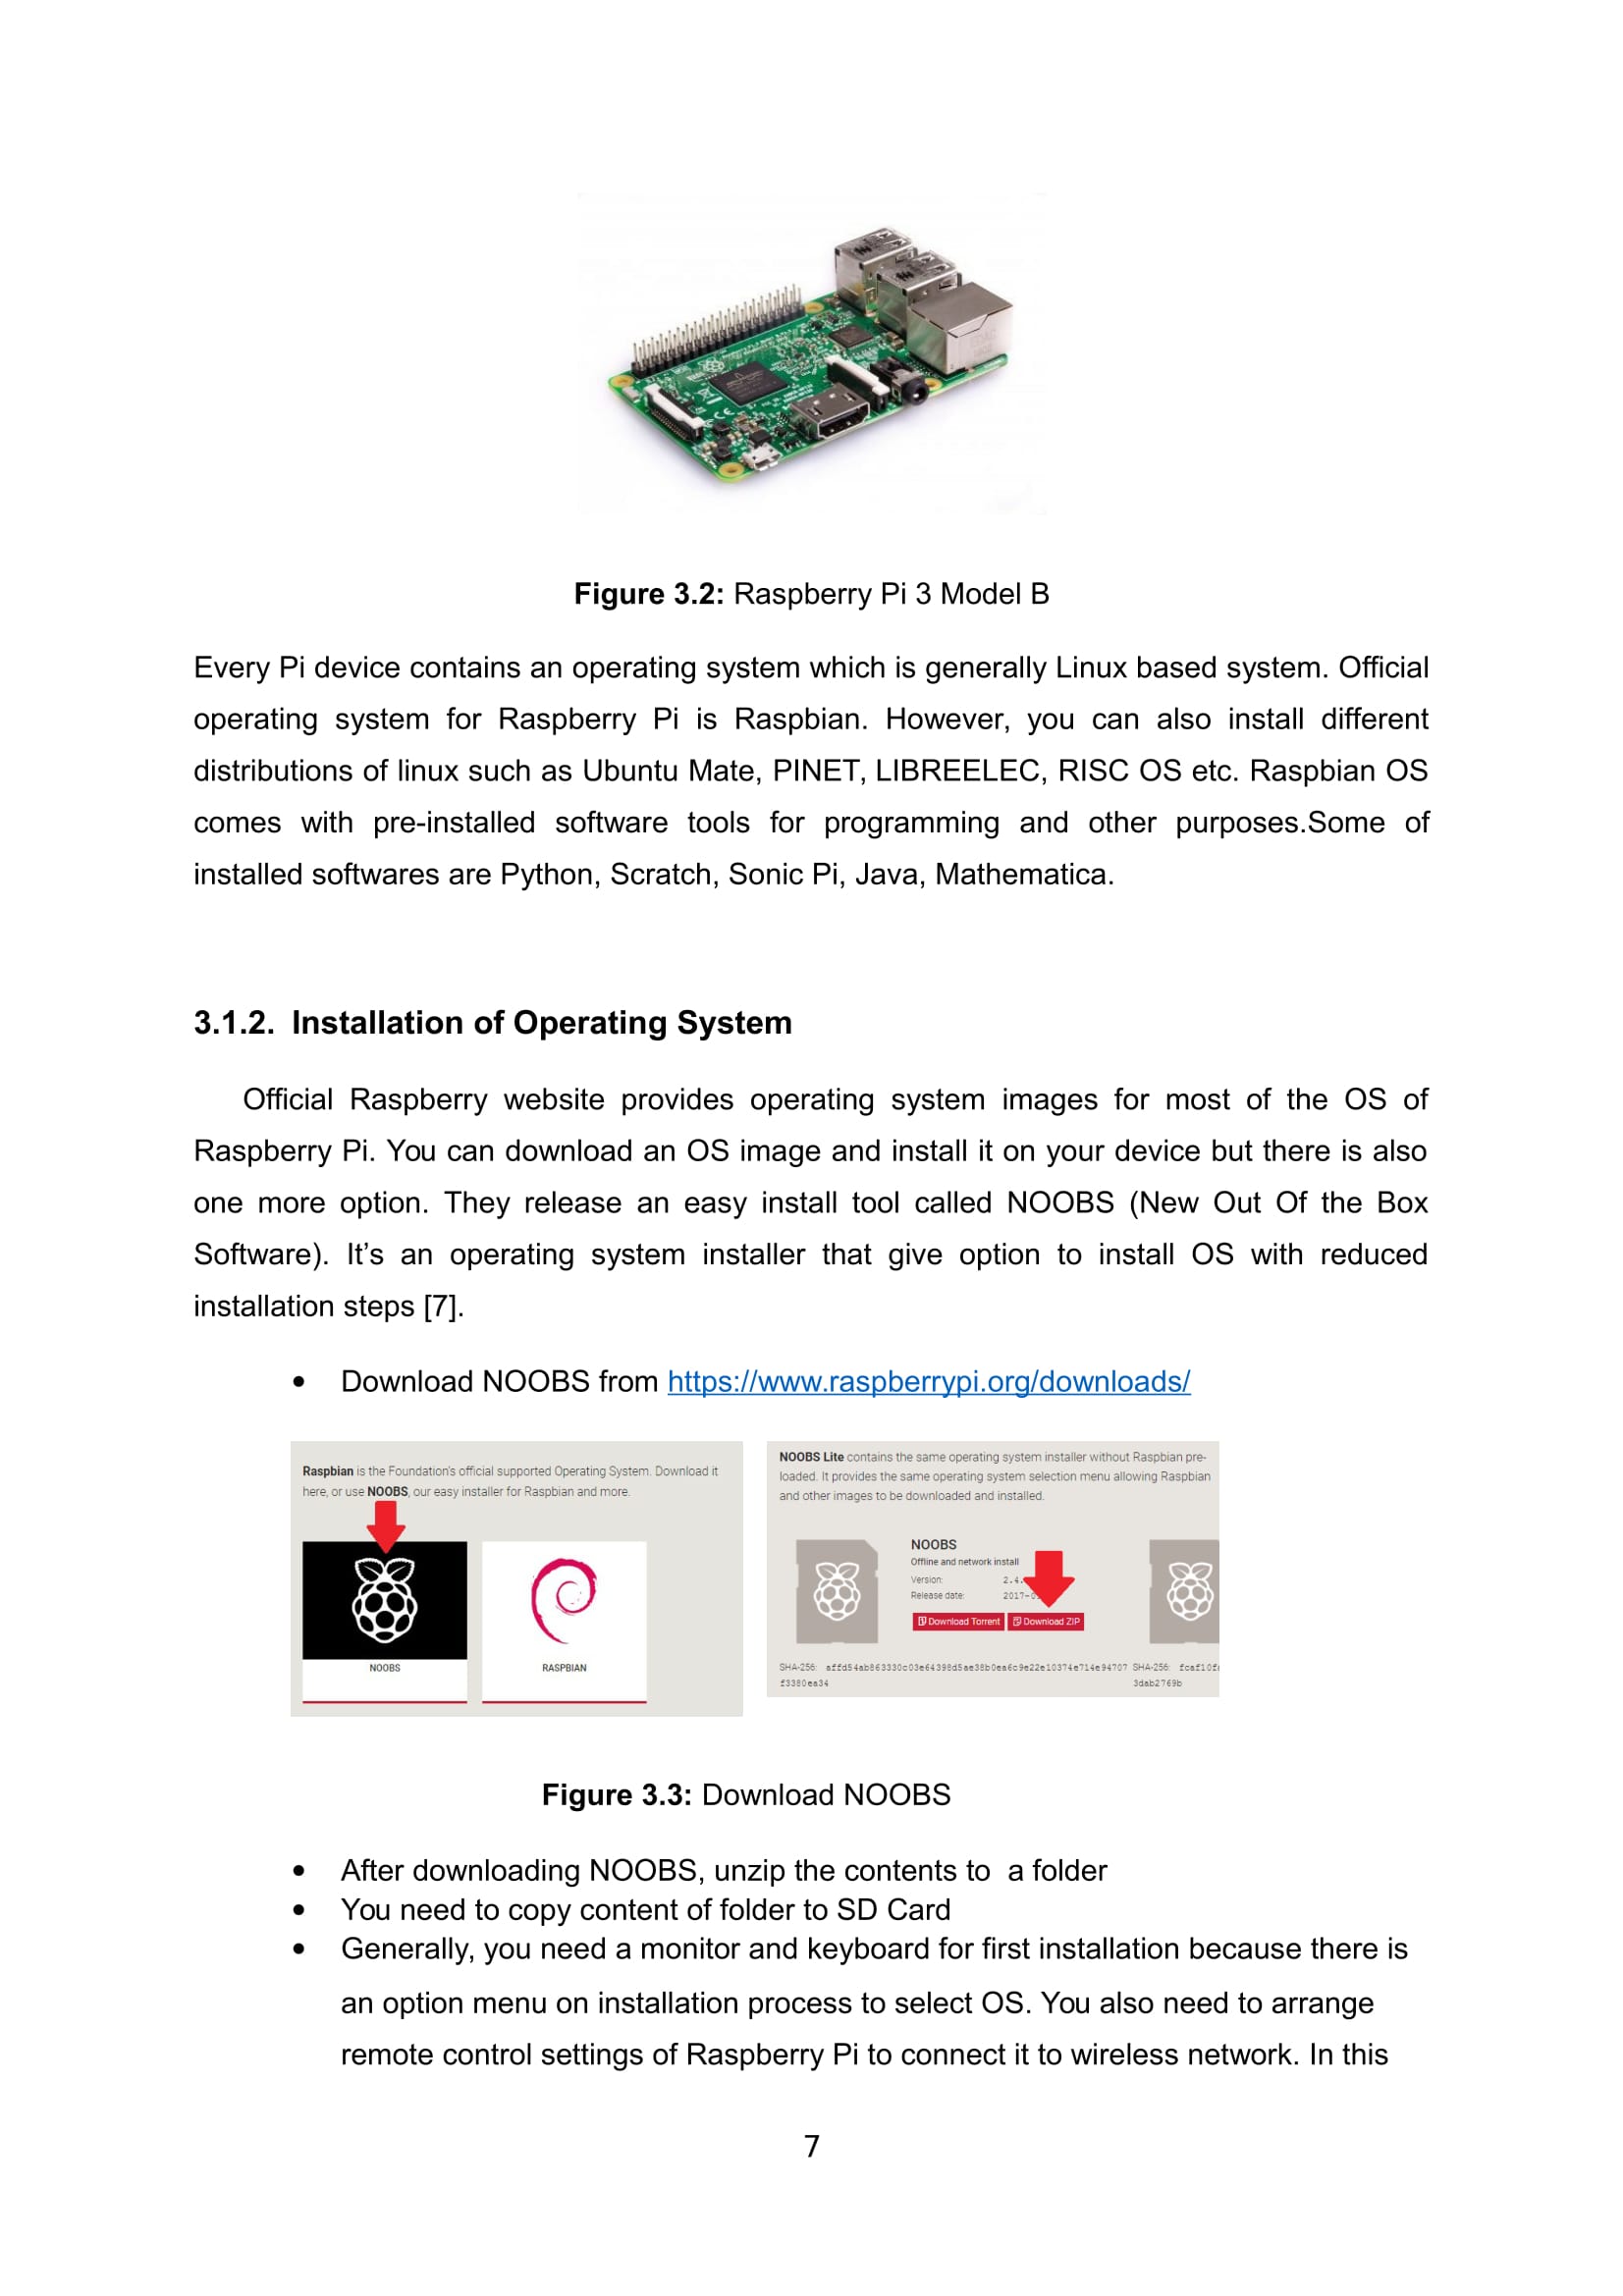 Figure 3.2: Raspberry Pi 3 Model B
Every Pi device contains an operating system which is generally Linux based system. Official
operating system for Raspberry Pi is Raspbian. However, you can also install different
distributions of linux such as Ubuntu Mate, PINET, LIBREELEC, RISC OS etc. Raspbian OS
comes with pre-installed software tools for programming and other purposes.Some of
installed softwares are Python, Scratch, Sonic Pi, Java, Mathematica.
3.1.2. Installation of Operating System
Official Raspberry website provides operating system images for most of the OS of
Raspberry Pi. You can download an OS image and install it on your device but there is also
one more option. They release an easy install tool called NOOBS (New Out Of the Box
Software). It’s an operating system installer that give option to install OS with reduced
installation steps [7].
• Download NOOBS from https://www.raspberrypi.org/downloads/
Raspbian is the Foundation's official supported Operating System. Download it
here, or use NOOBS, our easy installer for Raspbian and more.
NOOBS
RASPBIAN
NOOBS Lite contains the same operating system installer without Raspbian pre-
loaded. It provides the same operating system selection menu allowing Raspbian
and other images to be downloaded and installed.
NOOBS
Offline and network install
Version: 2.4.
Release date: 2017-0
Download Torrent Download ZIP
SHA-256: affd54ab863330c03e64398d5ae38b0ea6c9e22e10374e714e94707
f3380ea34
SHA-256: fcaf10f
3dab2769b
Figure 3.3: Download NOOBS
• After downloading NOOBS, unzip the contents to a folder
• You need to copy content of folder to SD Card
• Generally, you need a monitor and keyboard for first installation because there is
an option menu on installation process to select OS. You also need to arrange
remote control settings of Raspberry Pi to connect it to wireless network. In this
7